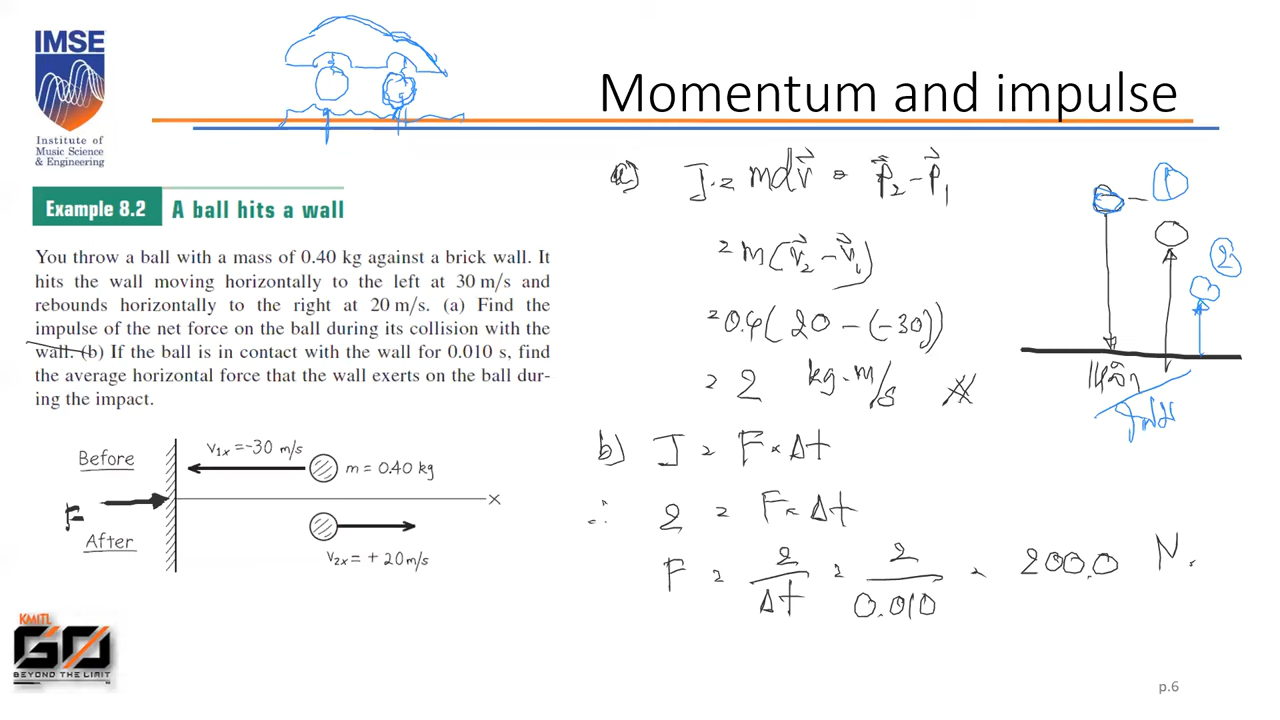 IMSE
Institute of
Music Science
& Engineering
Momentum and impulse
Example 8.2 A ball hits a wall
You throw a ball with a mass of 0.40 kg against a brick wall. It
hits the wall moving horizontally to the left at 30 m/s and
rebounds horizontally to the right at 20 m/s. (a) Find the
impulse of the net force on the ball during its collision with the
wall. (b) If the ball is in contact with the wall for 0.010 s, find
the average horizontal force that the wall exerts on the ball dur-
ing the impact.
Before
v1x = -30 m/s
m = 0.40 kg
x
F
After
v2x = + 20 m/s
a) J = mdv⃗ = p⃗2 - p⃗1
= m(v⃗2 - v⃗1)
= 0.4(20 - (-30))
= 2 kg.m/s
b) J = F × Δt
∴ 2 = F × Δt
F = 2/Δt = 2/0.010 = 200.0 N.
1
2
KMITL
GO
BEYOND THE LIMIT
p.6